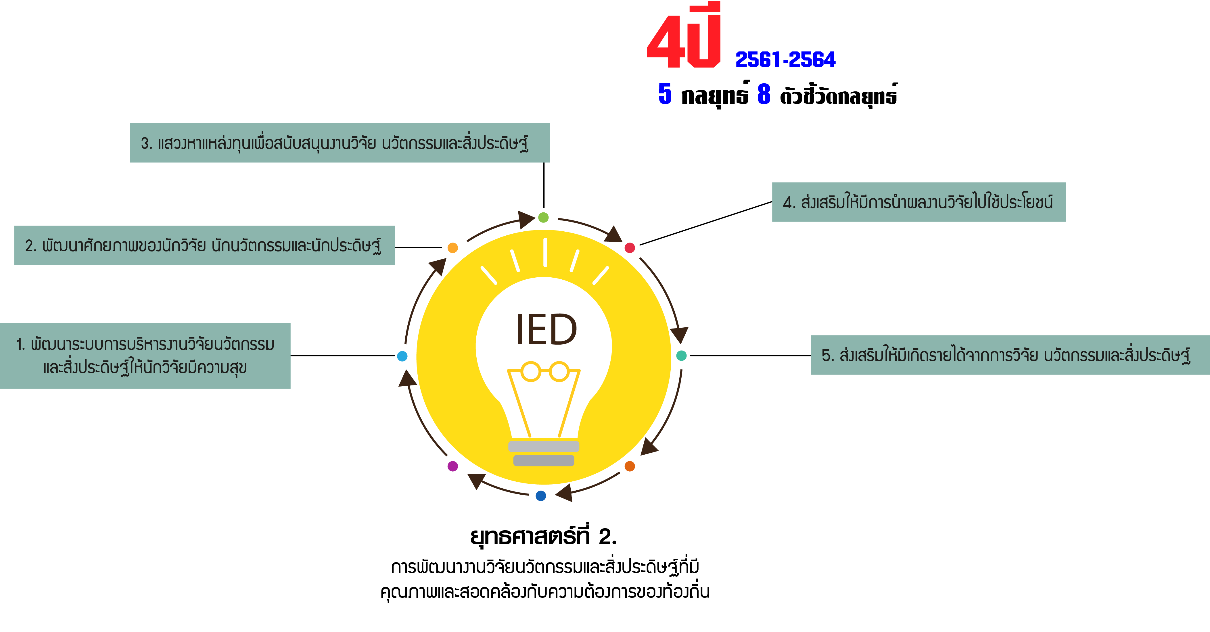 4ปี 2561-2564
5 กลยุทธ์ 8 ตัวชี้วัดกลยุทธ์
3. แสวงหาแหล่งทุนเพื่อสนับสนุนงานวิจัย นวัตกรรมและสิ่งประดิษฐ์
4. ส่งเสริมให้มีการนำผลงานวิจัยไปใช้ประโยชน์
2. พัฒนาศักยภาพของนักวิจัย นักนวัตกรรมและนักประดิษฐ์
IED
1. พัฒนาระบบการบริหารงานวิจัยนวัตกรรม
และสิ่งประดิษฐ์ให้นักวิจัยมีความสุข
5. ส่งเสริมให้มีเกิดรายได้จากการวิจัย นวัตกรรมและสิ่งประดิษฐ์
ยุทธศาสตร์ที่ 2.
การพัฒนางานวิจัยนวัตกรรมและสิ่งประดิษฐ์ที่มี
คุณภาพและสอดคล้องกับความต้องการของท้องถิ่น